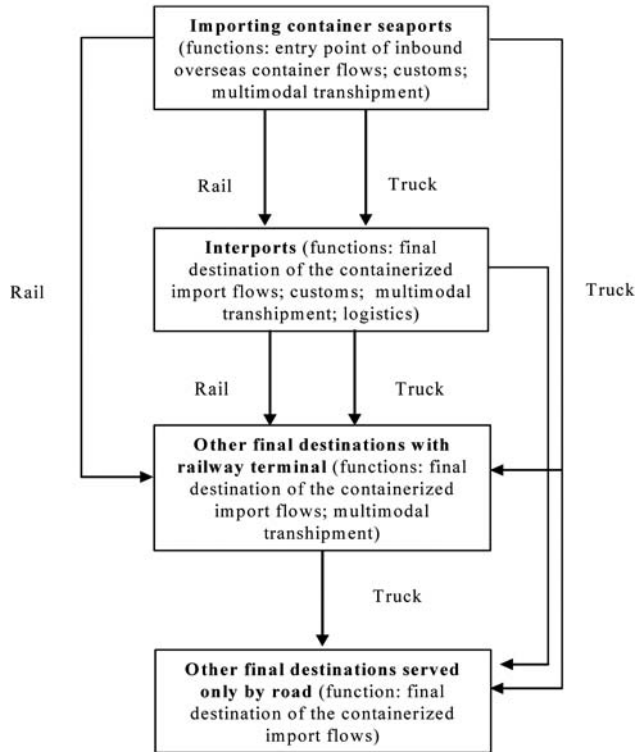 Importing container seaports
(functions: entry point of inbound
overseas container flows; customs;
multimodal transhipment)
Rail
Truck
Interports (functions: final
destination of the containerized
import flows; customs; multimodal
transhipment; logistics)
Rail
Truck
Rail
Truck
Other final destinations with
railway terminal (functions: final
destination of the containerized
import flows; multimodal
transhipment)
Truck
Other final destinations served
only by road (function: final
destination of the containerized
import flows)